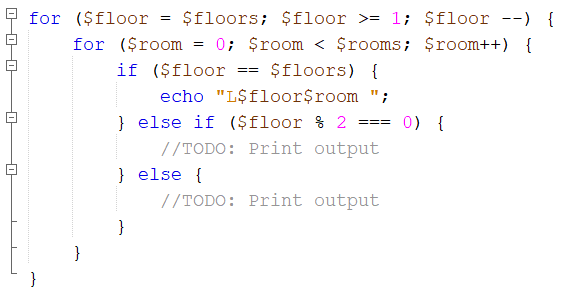 for ($floor = $floors; $floor >= 1; $floor --) {
    for ($room = 0; $room < $rooms; $room++) {
        if ($floor == $floors) {
            echo "L$floor$room ";
        } else if ($floor % 2 === 0) {
            //TODO: Print output
        } else {
            //TODO: Print output
        }
    }
}